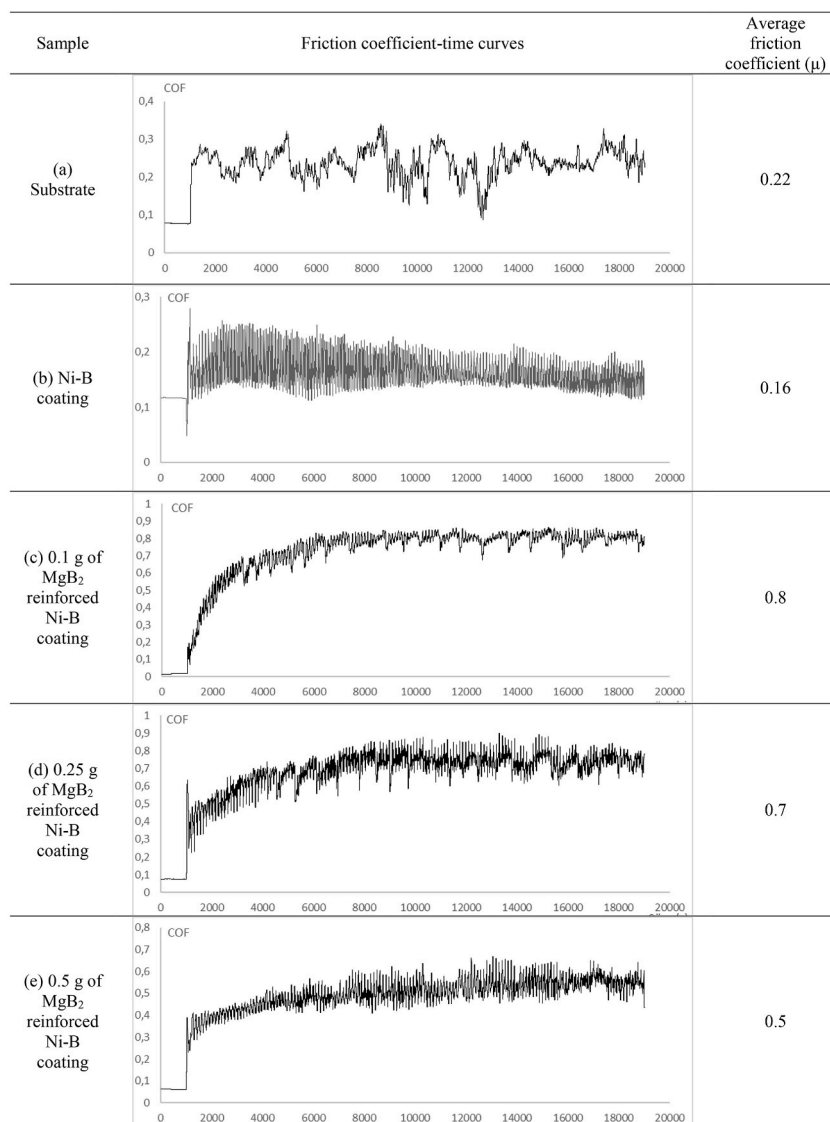 Sample
Friction coefficient-time curves
Average
friction
coefficient (μ)
(a)
Substrate
COF
0,4
0,3
0,2
0,1
0
0 2000 4000 6000 8000 10000 12000 14000 16000 18000 20000
0.22
(b) Ni-B
coating
COF
0,3
0,2
0,1
0
0 2000 4000 6000 8000 10000 12000 14000 16000 18000 20000
0.16
(c) 0.1 g of
MgB₂
reinforced
Ni-B
coating
COF
1
0,9
0,8
0,7
0,6
0,5
0,4
0,3
0,2
0,1
0
0 2000 4000 6000 8000 10000 12000 14000 16000 18000 20000
0.8
(d) 0.25 g
of MgB₂
reinforced
Ni-B
coating
COF
1
0,9
0,8
0,7
0,6
0,5
0,4
0,3
0,2
0,1
0
0 2000 4000 6000 8000 10000 12000 14000 16000 18000 20000
0.7
(e) 0.5 g of
MgB₂
reinforced
Ni-B
coating
COF
0,8
0,7
0,6
0,5
0,4
0,3
0,2
0,1
0
0 2000 4000 6000 8000 10000 12000 14000 16000 18000 20000
0.5